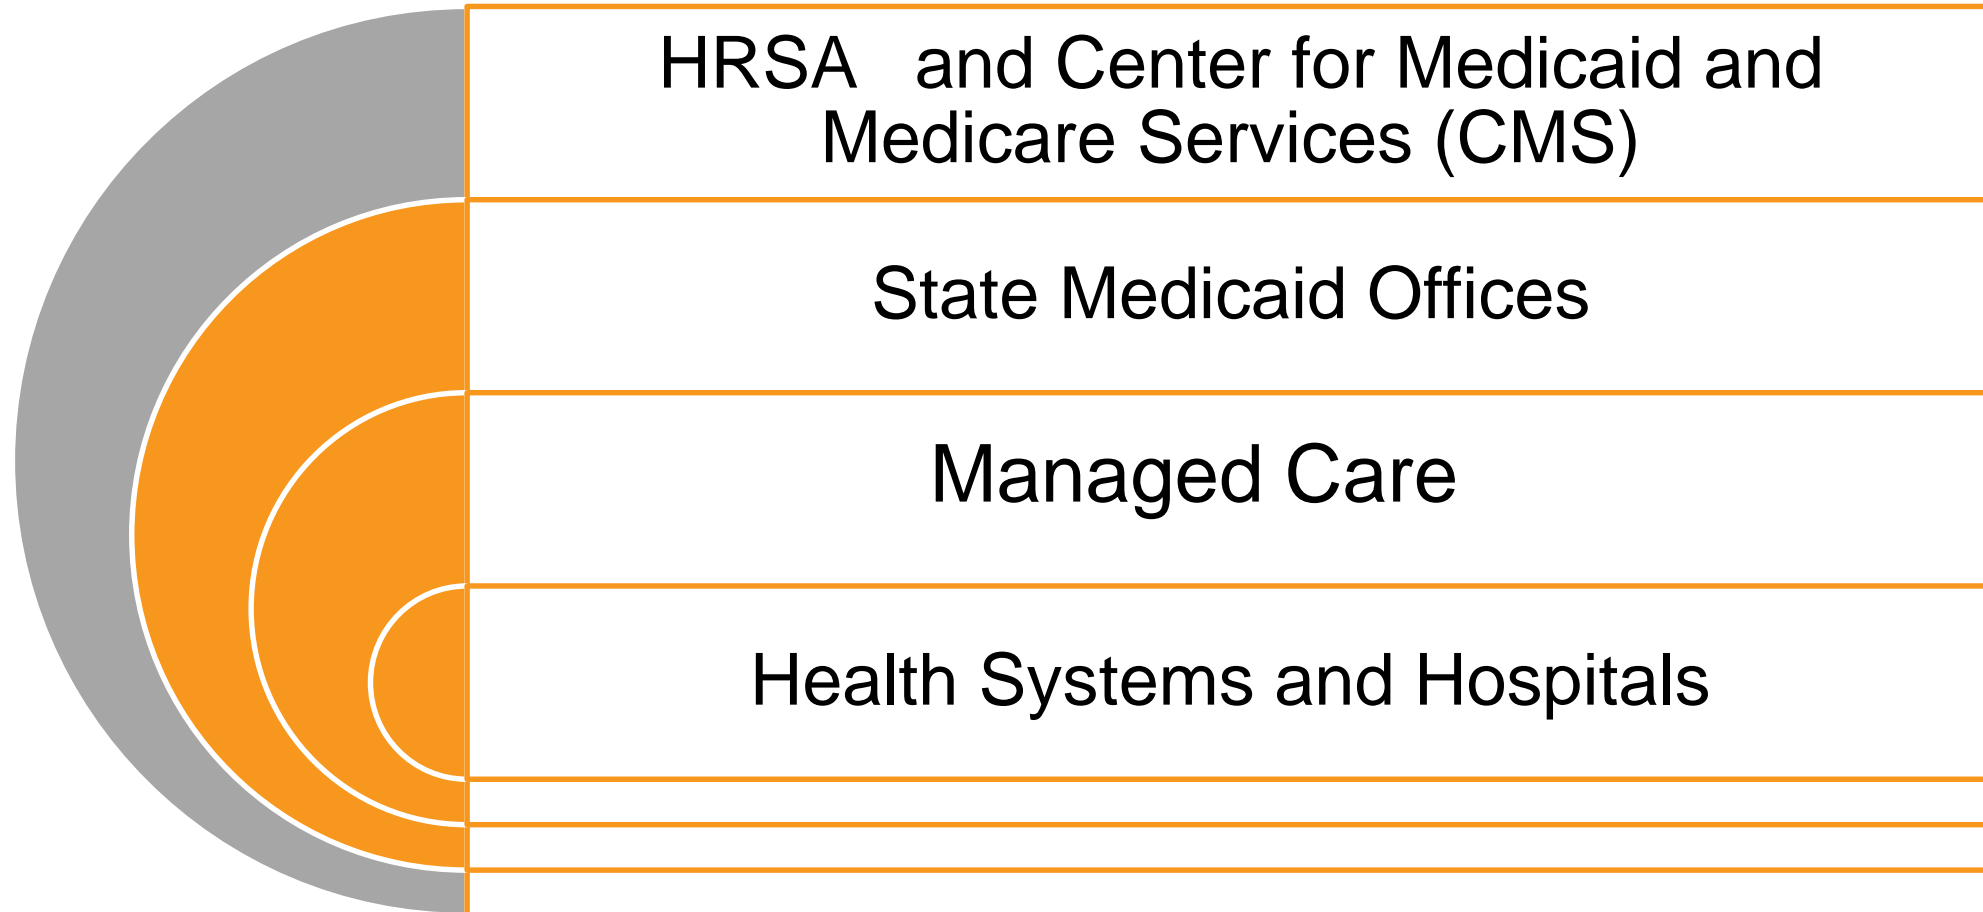 HRSA and Center for Medicaid and
Medicare Services (CMS)
State Medicaid Offices
Managed Care
Health Systems and Hospitals